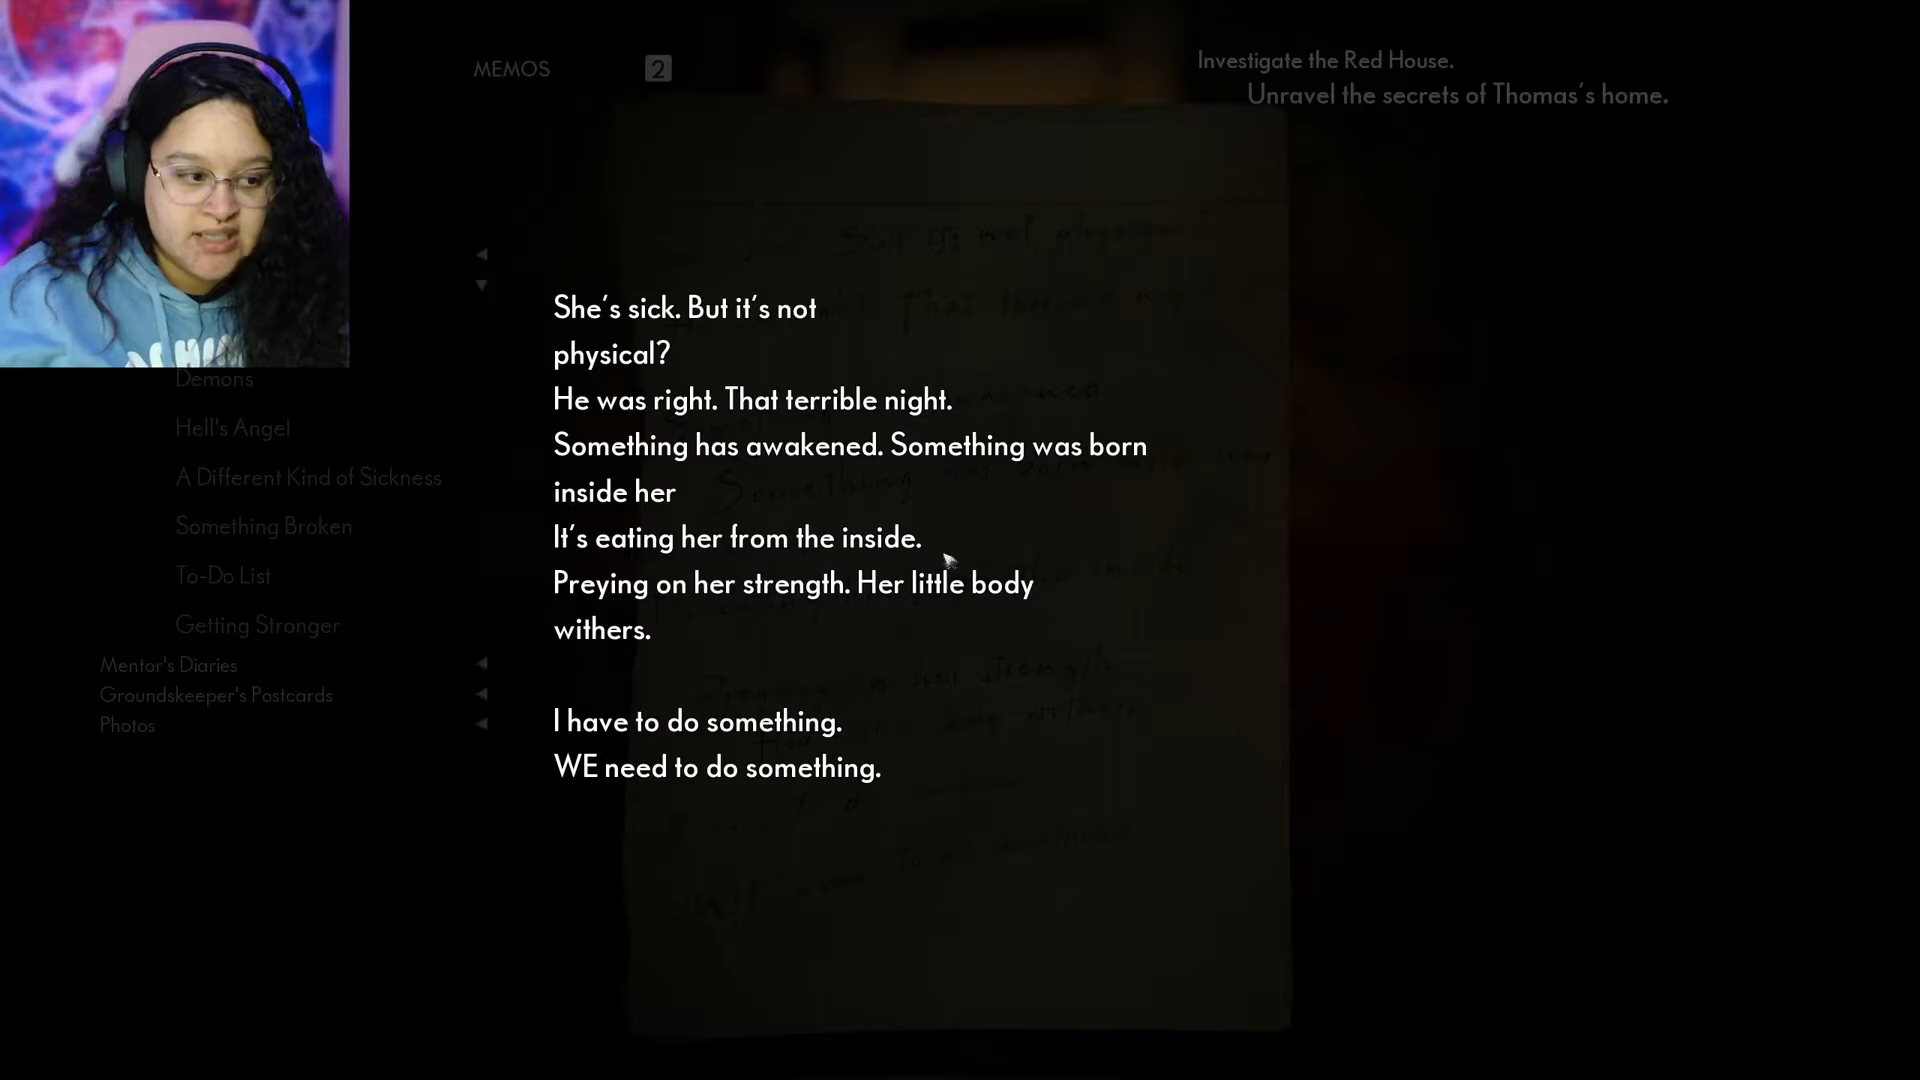 MEMOS
2
Investigate the Red House.
Unravel the secrets of Thomas's home.
She's sick. But it's not
physical?
He was right. That terrible night.
Something has awakened. Something was born
inside her
It's eating her from the inside.
Preying on her strength. Her little body
withers.
I have to do something.
WE need to do something.
Demons
Hell's Angel
A Different Kind of Sickness
Something Broken
To-Do List
Getting Stronger
Mentor's Diaries
Groundskeeper's Postcards
Photos